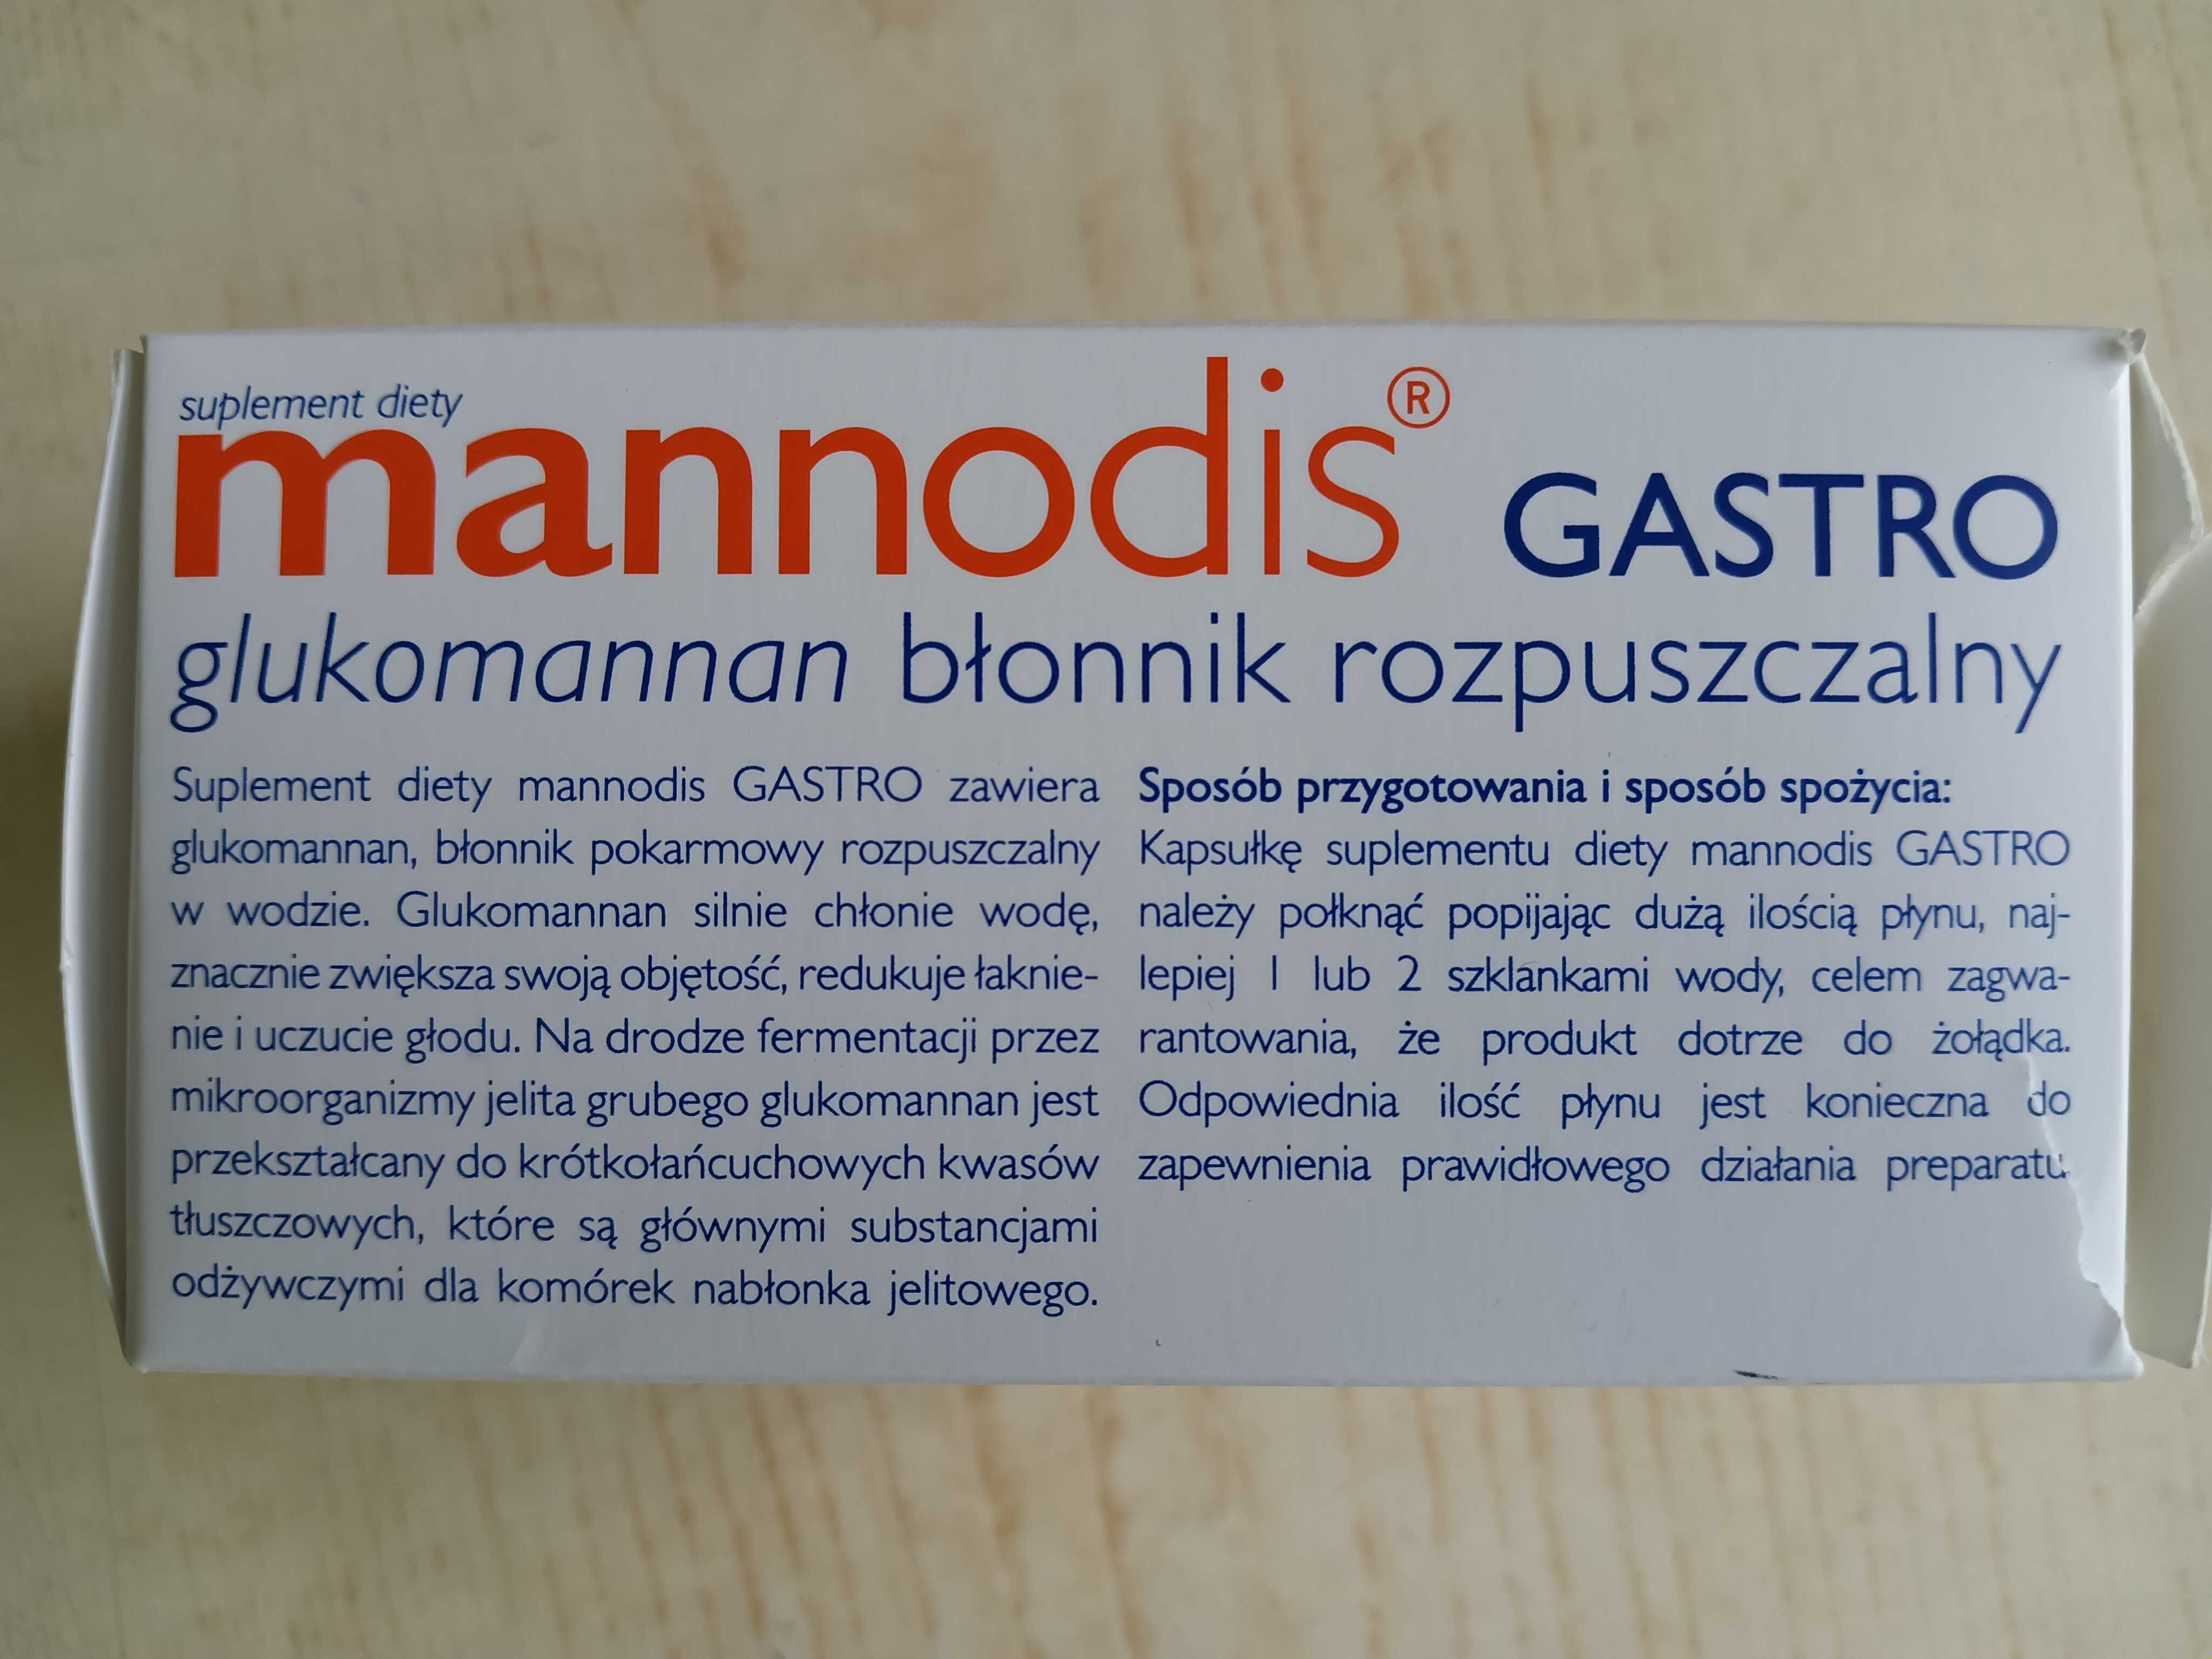 suplement diety
mannodis® GASTRO
glukomannan błonnik rozpuszczalny
Suplement diety mannodis GASTRO zawiera
glukomannan, błonnik pokarmowy rozpuszczalny
w wodzie. Glukomannan silnie chłonie wodę,
znacznie zwiększa swoją objętość, redukuje łaknie-
nie i uczucie głodu. Na drodze fermentacji przez
mikroorganizmy jelita grubego glukomannan jest
przekształcany do krótkołańcuchowych kwasów
tłuszczowych, które są głównymi substancjami
odżywczymi dla komórek nabłonka jelitowego.
Sposób przygotowania i sposób spożycia:
Kapsułkę suplementu diety mannodis GASTRO
należy połknąć popijając dużą ilością płynu, naj-
lepiej 1 lub 2 szklankami wody, celem zagwa-
rantowania, że produkt dotrze do żołądka.
Odpowiednia ilość płynu jest konieczna do
zapewnienia prawidłowego działania preparatu